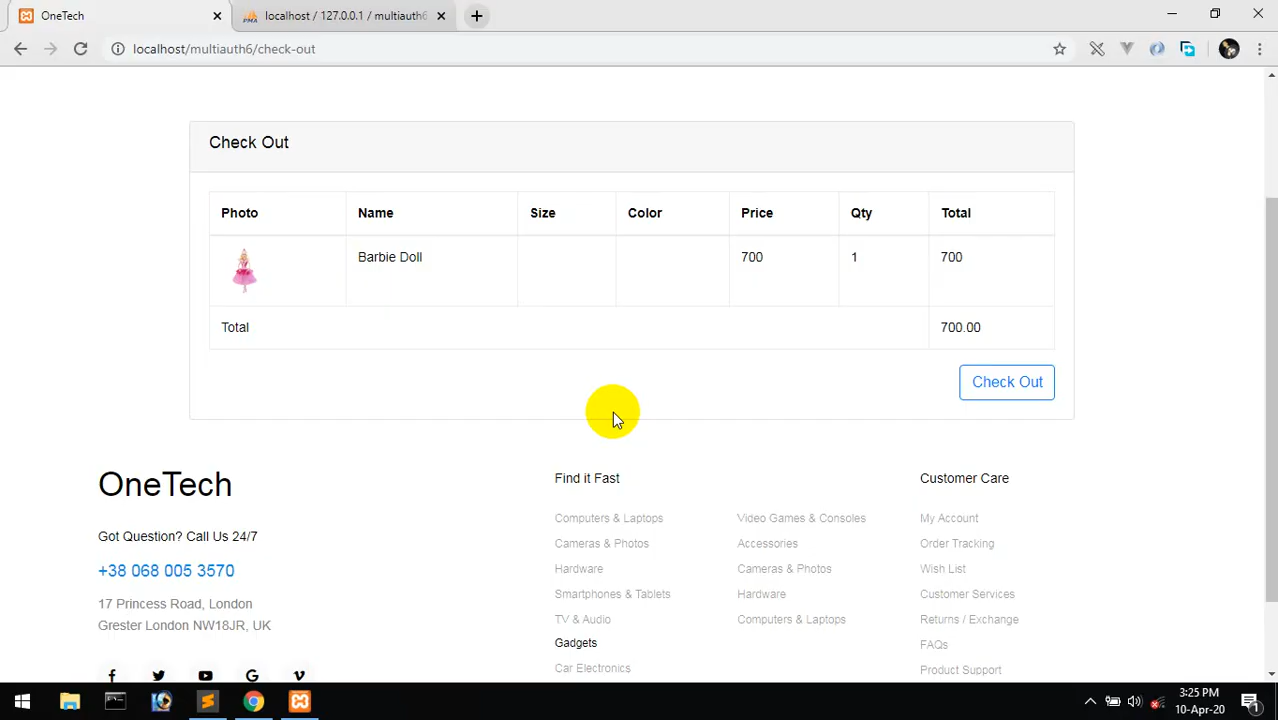 OneTech
localhost / 127.0.0.1 / multiauth6
localhost/multiauth6/check-out
Check Out
Photo Name Size Color Price Qty Total
Barbie Doll 700 1 700
Total 700.00
Check Out
OneTech
Got Question? Call Us 24/7
+38 068 005 3570
17 Princess Road, London
Grester London NW18JR, UK
Find it Fast
Computers & Laptops
Cameras & Photos
Hardware
Smartphones & Tablets
TV & Audio
Gadgets
Car Electronics
Video Games & Consoles
Accessories
Cameras & Photos
Hardware
Computers & Laptops
Customer Care
My Account
Order Tracking
Wish List
Customer Services
Returns / Exchange
FAQs
Product Support
3:25 PM
10-Apr-20
1